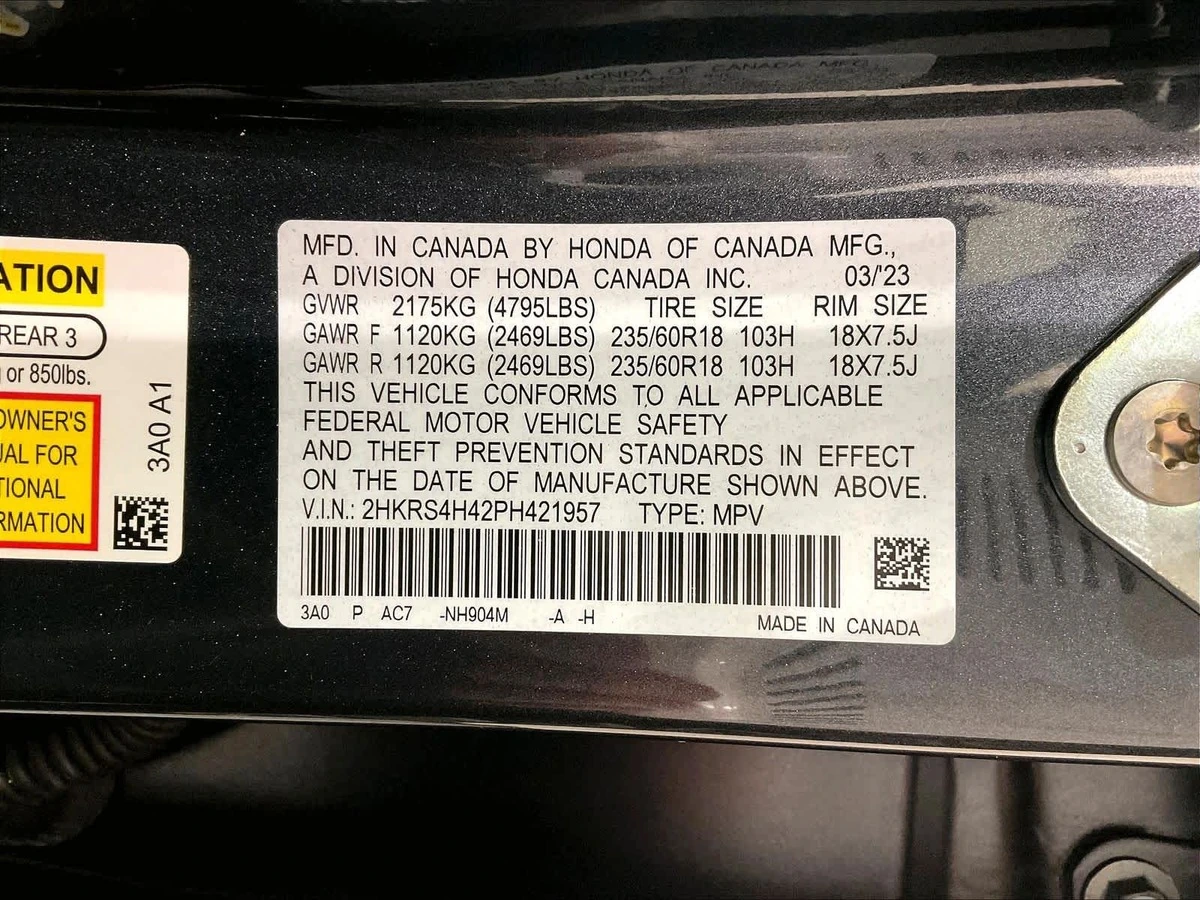 ATION
REAR 3
or 850lbs.
OWNER'S
UAL FOR
TIONAL
RMATION
3A0 A1
MFD. IN CANADA BY HONDA OF CANADA MFG.,
A DIVISION OF HONDA CANADA INC. 03/'23
GVWR 2175KG (4795LBS) TIRE SIZE RIM SIZE
GAWR F 1120KG (2469LBS) 235/60R18 103H 18X7.5J
GAWR R 1120KG (2469LBS) 235/60R18 103H 18X7.5J
THIS VEHICLE CONFORMS TO ALL APPLICABLE
FEDERAL MOTOR VEHICLE SAFETY
AND THEFT PREVENTION STANDARDS IN EFFECT
ON THE DATE OF MANUFACTURE SHOWN ABOVE.
V.I.N.: 2HKRS4H42PH421957 TYPE: MPV
3A0 P AC7 -NH904M -A -H
MADE IN CANADA